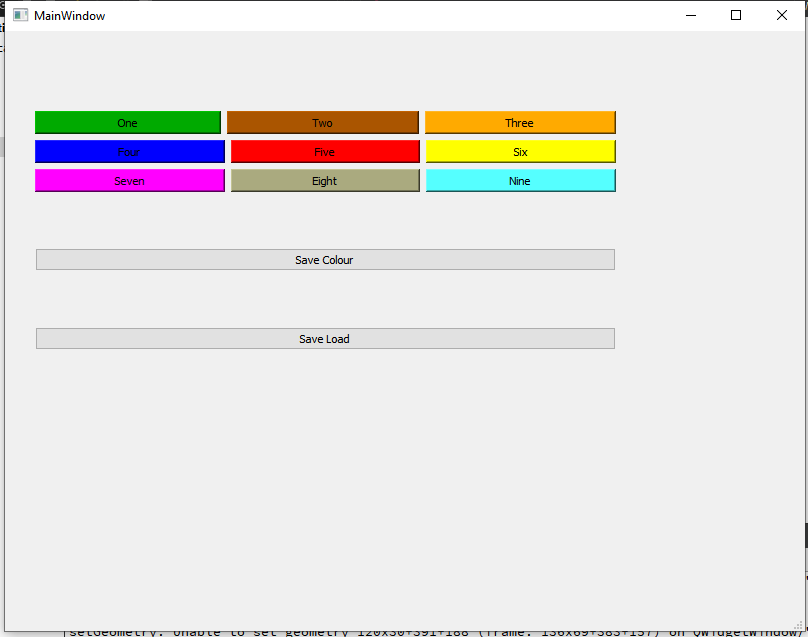 MainWindow
One Two Three
Four Five Six
Seven Eight Nine
Save Colour
Save Load
setGeometry: Unable to set geometry 120x30+391+188 (frame: 136x69+383+157) on QWidgetWindow/